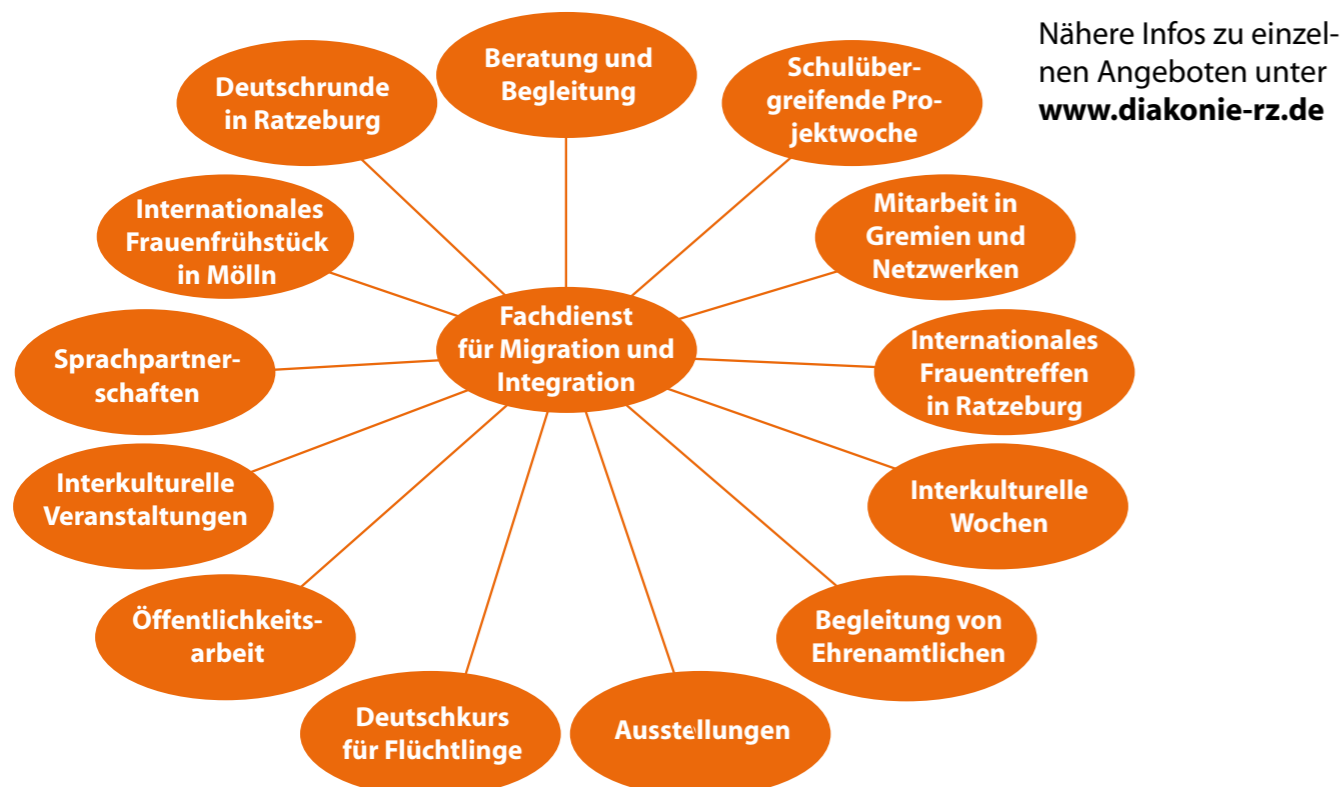 Nähere Infos zu einzel-
nen Angeboten unter
www.diakonie-rz.de
Beratung und
Begleitung
Schulüber-
greifende Pro-
jektwoche
Mitarbeit in
Gremien und
Netzwerken
Internationales
Frauentreffen
in Ratzeburg
Interkulturelle
Wochen
Begleitung von
Ehrenamtlichen
Ausstellungen
Deutschkurs
für Flüchtlinge
Öffentlichkeits-
arbeit
Interkulturelle
Veranstaltungen
Sprachpartner-
schaften
Internationales
Frauenfrühstück
in Mölln
Deutschrunde
in Ratzeburg
Fachdienst
für Migration und
Integration